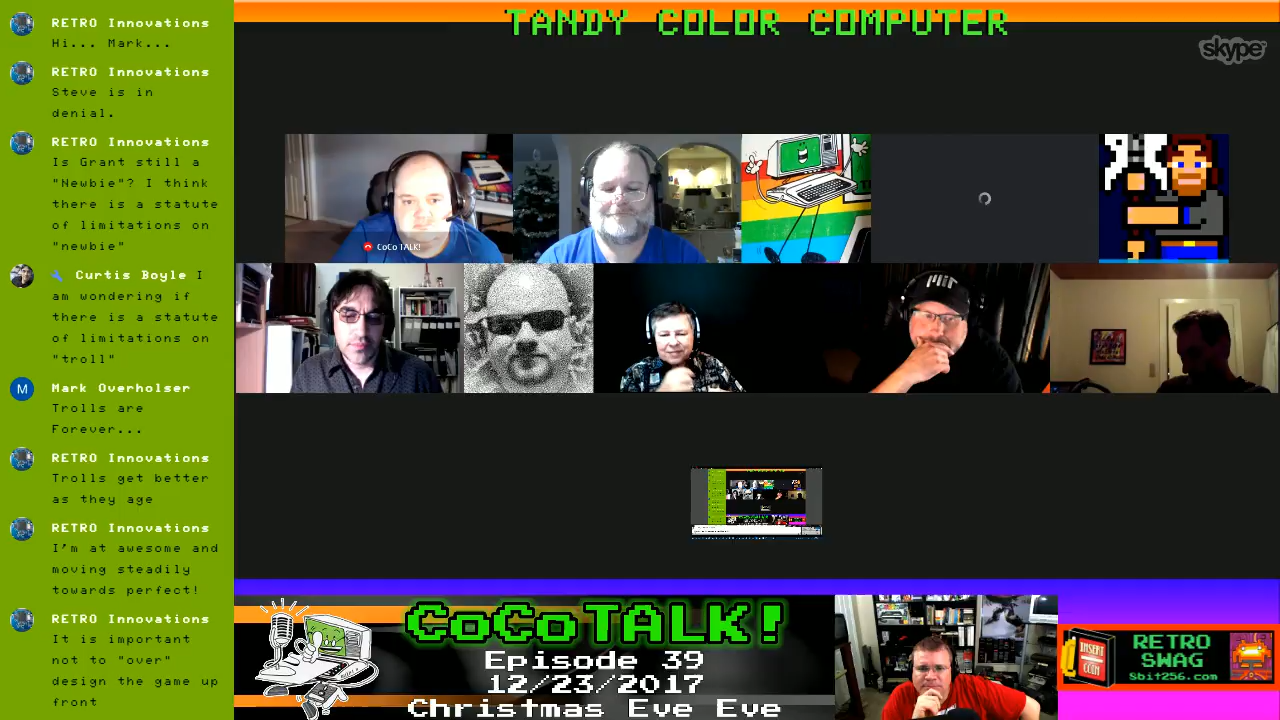 TANDY COLOR COMPUTER
skype
RETRO Innovations
Hi... Mark...
RETRO Innovations
Steve is in
denial.
RETRO Innovations
Is Grant still a
"Newbie"? I think
there is a statute
of limitations on
"newbie"
Curtis Boyle I
am wondering if
there is a statute
of limitations on
"troll"
M
Mark Overholser
Trolls are
Forever...
RETRO Innovations
Trolls get better
as they age
RETRO Innovations
I'm at awesome and
moving steadily
towards perfect!
RETRO Innovations
It is important
not to "over"
design the game up
front
CoCo TALK!
MIT
CoCoTALK!
Episode 39
12/23/2017
Christmas Eve Eve
INSERT
COIN
RETRO
SWAG
8bit256.com